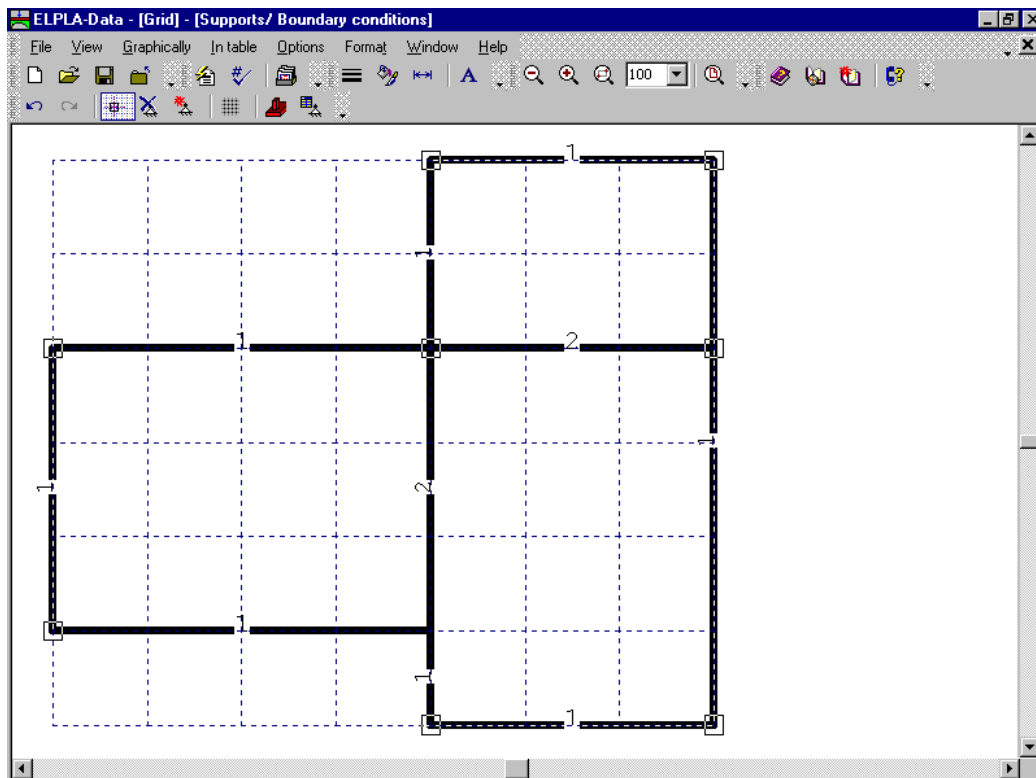 ELPLA-Data - [Grid] - [Supports/ Boundary conditions]
File View Graphically In table Options Format Window Help
A 100
1
1
1 2
1
1 2
1
1
1